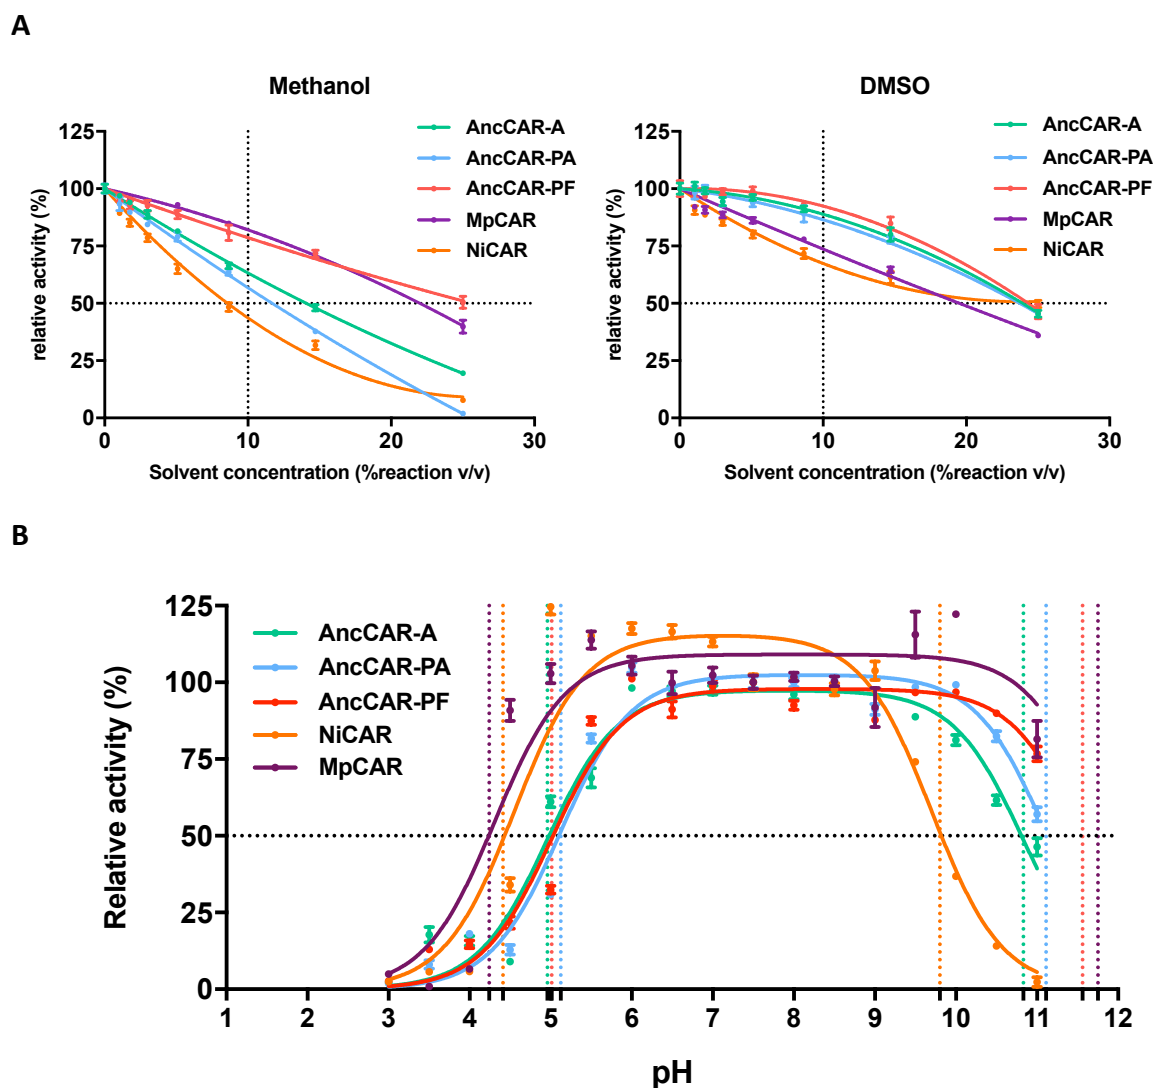 A
Methanol
DMSO
relative activity (%)
125
100
75
50
25
0
0 10 20 30
Solvent concentration (%reaction v/v)
AncCAR-A
AncCAR-PA
AncCAR-PF
MpCAR
NiCAR
relative activity (%)
125
100
75
50
25
0
0 10 20 30
Solvent concentration (%reaction v/v)
AncCAR-A
AncCAR-PA
AncCAR-PF
MpCAR
NiCAR
B
Relative activity (%)
125
100
75
50
25
0
AncCAR-A
AncCAR-PA
AncCAR-PF
NiCAR
MpCAR
1 2 3 4 5 6 7 8 9 10 11 12
pH